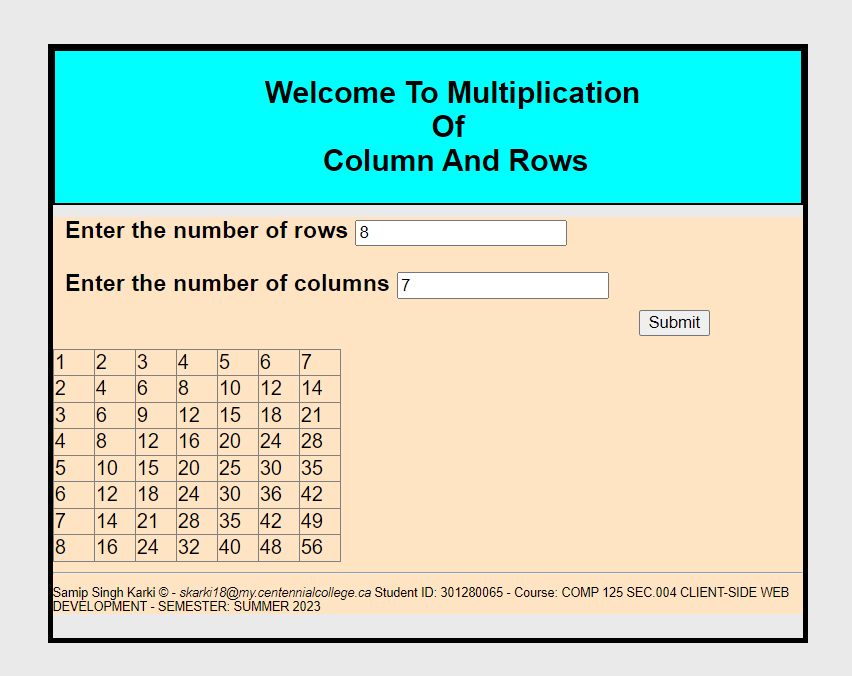 Welcome To Multiplication
Of
Column And Rows
Enter the number of rows 8
Enter the number of columns 7
Submit
1 2 3 4 5 6 7
2 4 6 8 10 12 14
3 6 9 12 15 18 21
4 8 12 16 20 24 28
5 10 15 20 25 30 35
6 12 18 24 30 36 42
7 14 21 28 35 42 49
8 16 24 32 40 48 56
Samip Singh Karki © - skarki18@my.centennialcollege.ca Student ID: 301280065 - Course: COMP 125 SEC.004 CLIENT-SIDE WEB
DEVELOPMENT - SEMESTER: SUMMER 2023